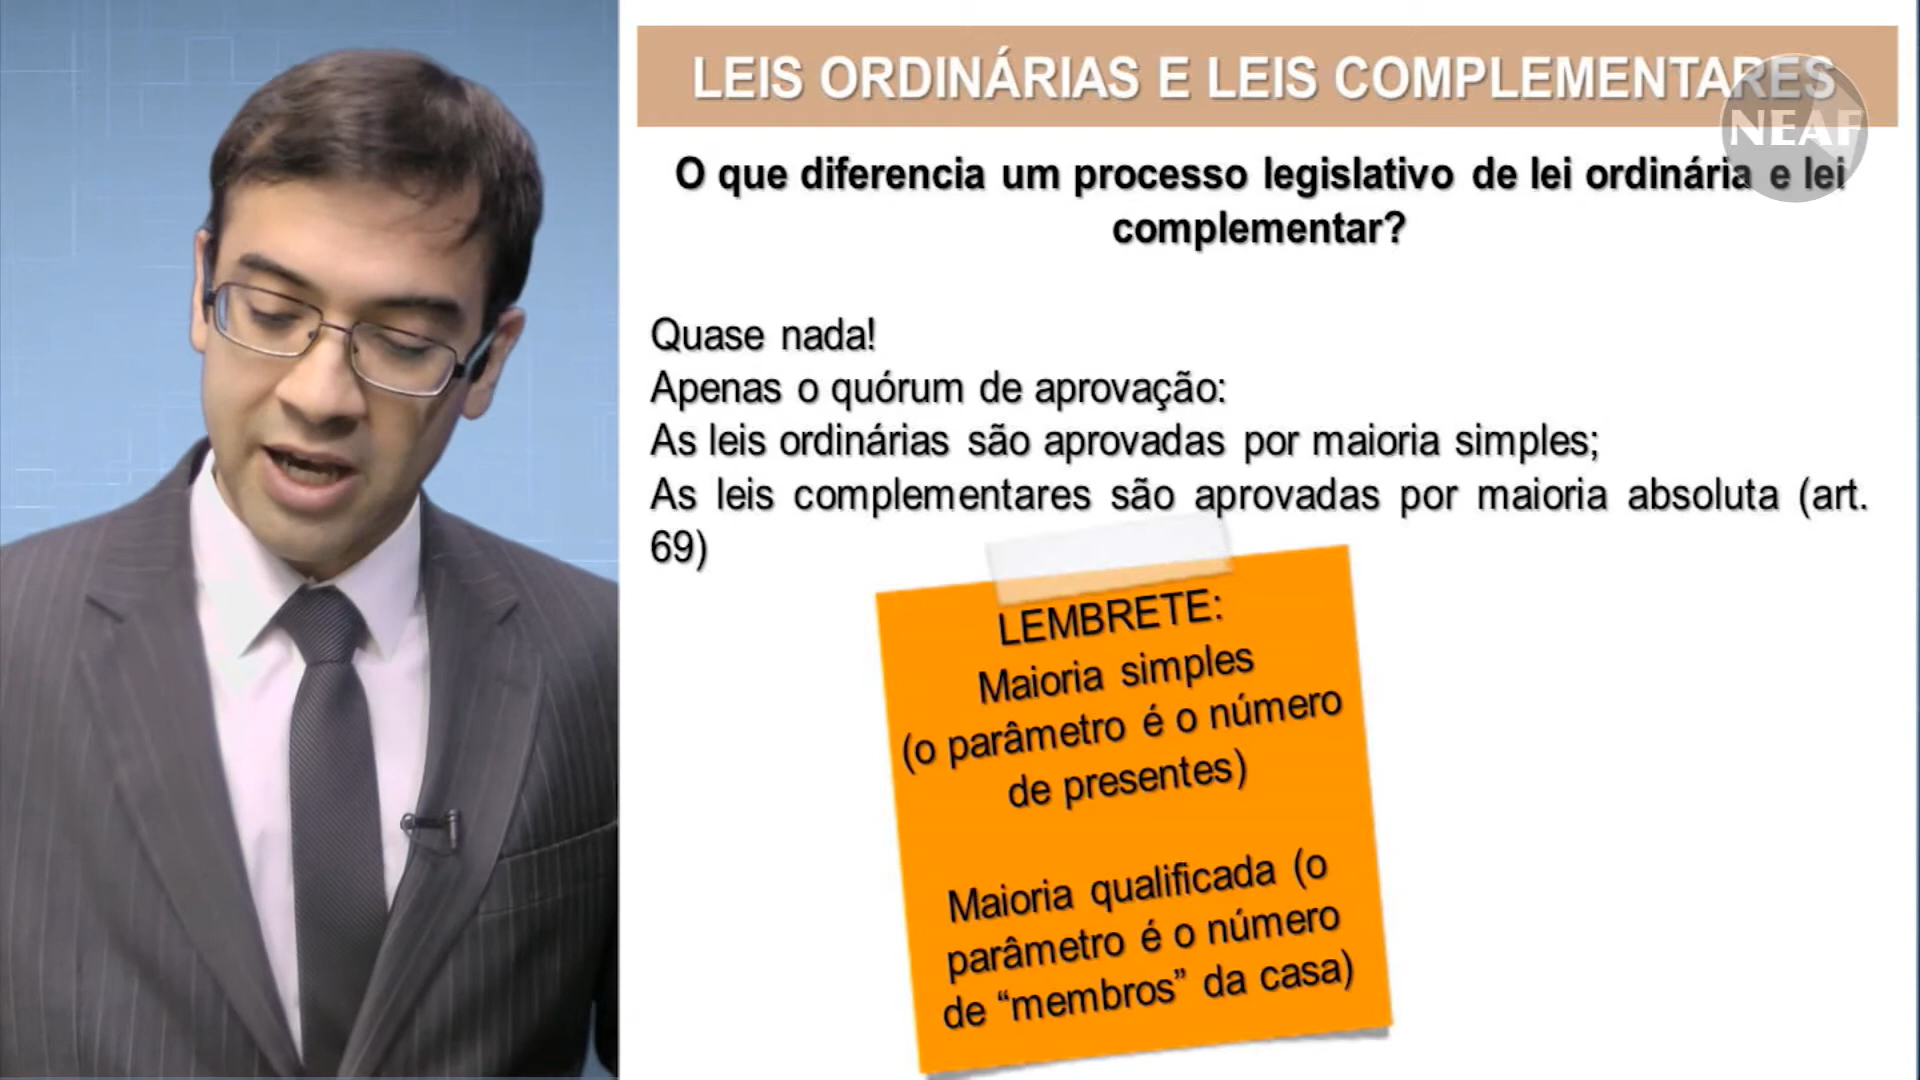 LEIS ORDINÁRIAS E LEIS COMPLEMENTARES
NEAF
O que diferencia um processo legislativo de lei ordinária e lei
complementar?
Quase nada!
Apenas o quórum de aprovação:
As leis ordinárias são aprovadas por maioria simples;
As leis complementares são aprovadas por maioria absoluta (art.
69)
LEMBRETE:
Maioria simples
(o parâmetro é o número
de presentes)
Maioria qualificada (o
parâmetro é o número
de “membros” da casa)